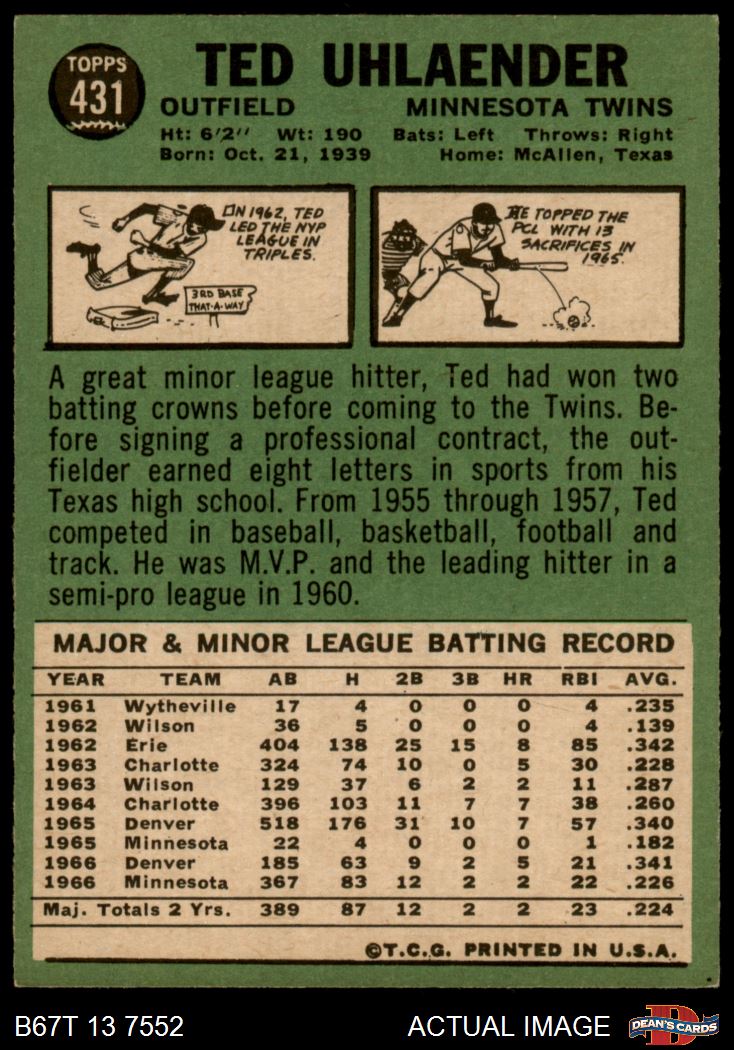 TOPPS
431
TED UHLAENDER
OUTFIELD MINNESOTA TWINS
Ht: 6'2" Wt: 190 Bats: Left Throws: Right
Born: Oct. 21, 1939 Home: McAllen, Texas
IN 1962, TED
LED THE NYP
LEAGUE IN
TRIPLES.
3RD BASE
THAT-A-WAY
HE TOPPED THE
PCL WITH 13
SACRIFICES IN
1965.
A great minor league hitter, Ted had won two
batting crowns before coming to the Twins. Be-
fore signing a professional contract, the out-
fielder earned eight letters in sports from his
Texas high school. From 1955 through 1957, Ted
competed in baseball, basketball, football and
track. He was M.V.P. and the leading hitter in a
semi-pro league in 1960.
MAJOR & MINOR LEAGUE BATTING RECORD
YEAR TEAM AB H 2B 3B HR RBI AVG.
1961 Wytheville 17 4 0 0 0 4 .235
1962 Wilson 36 5 0 0 0 4 .139
1962 Erie 404 138 25 15 8 85 .342
1963 Charlotte 324 74 10 0 5 30 .228
1963 Wilson 129 37 6 2 2 11 .287
1964 Charlotte 396 103 11 7 7 38 .260
1965 Denver 518 176 31 10 7 57 .340
1965 Minnesota 22 4 0 0 0 1 .182
1966 Denver 185 63 9 2 5 21 .341
1966 Minnesota 367 83 12 2 2 22 .226
Maj. Totals 2 Yrs. 389 87 12 2 2 23 .224
©T.C.G. PRINTED IN U.S.A.
B67T 13 7552 ACTUAL IMAGE D DEAN'S CARDS